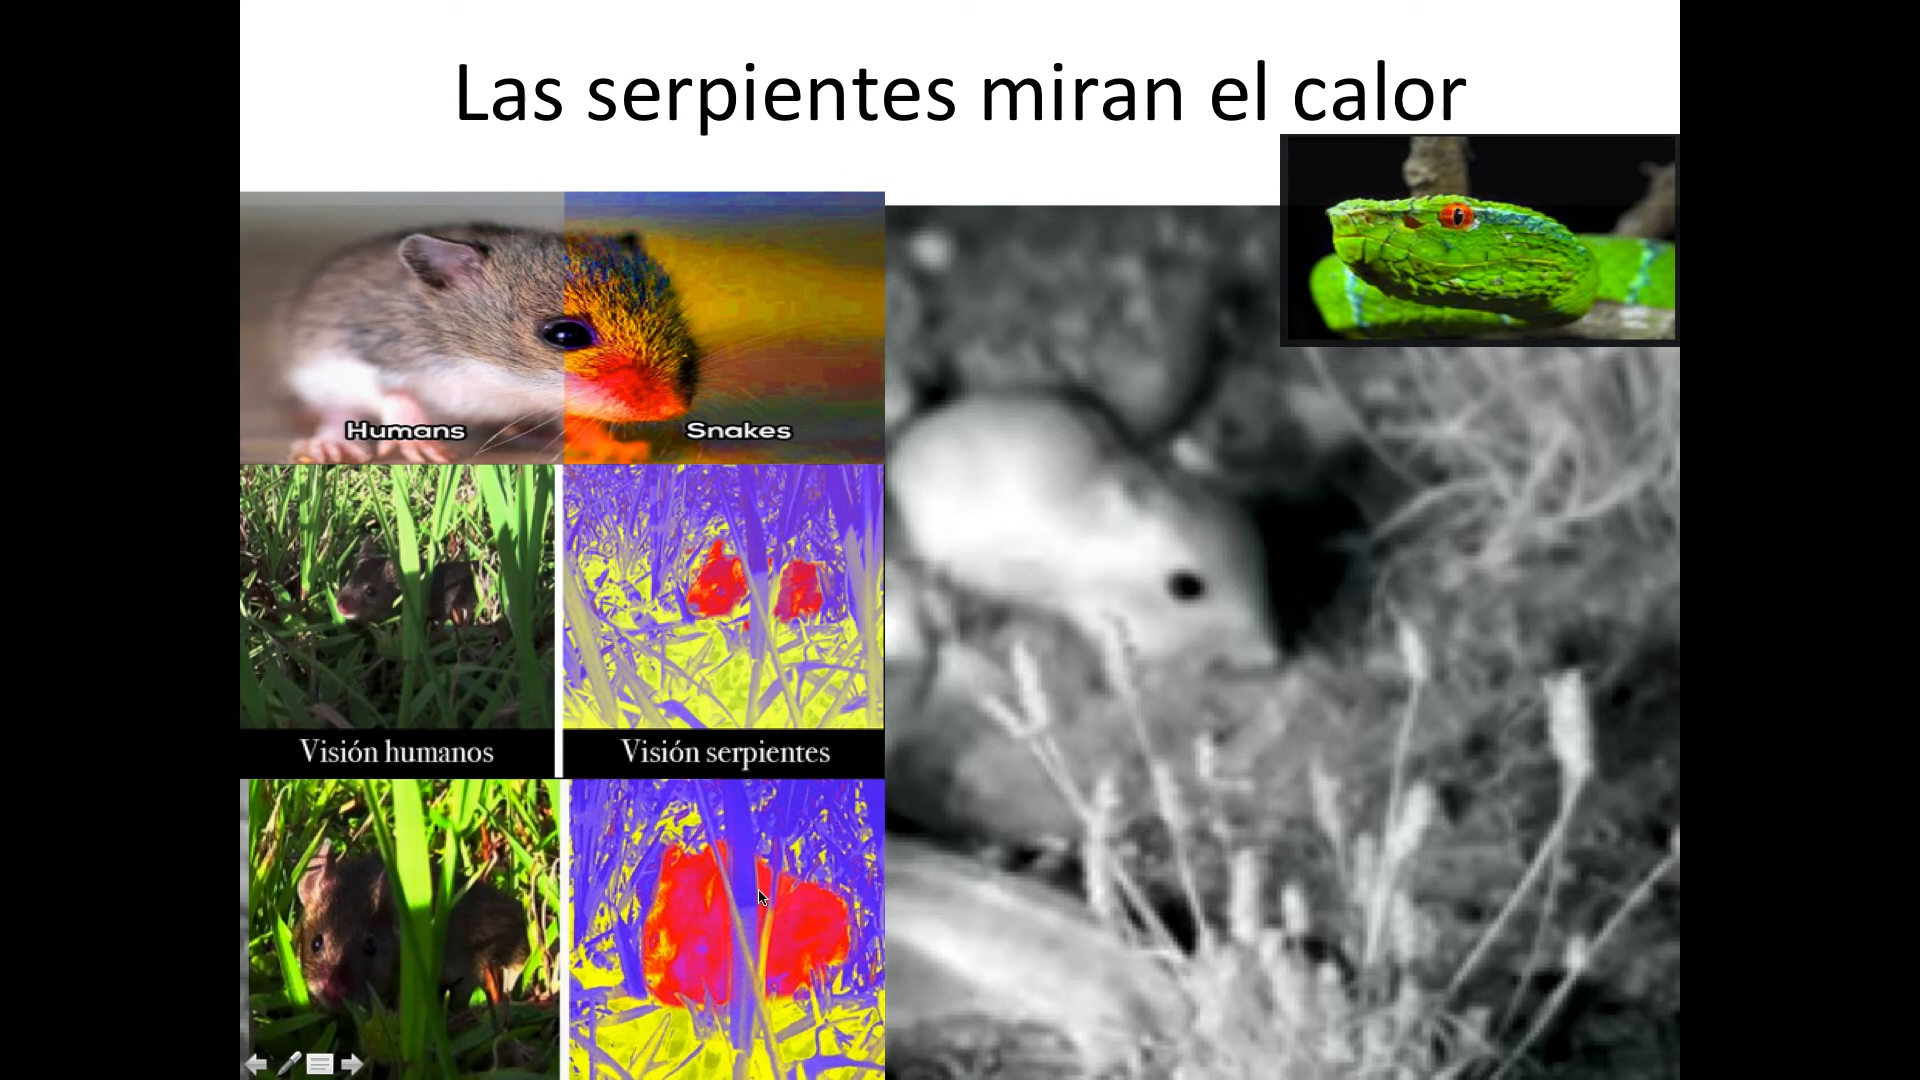 Las serpientes miran el calor
Humans
Snakes
Visión humanos
Visión serpientes